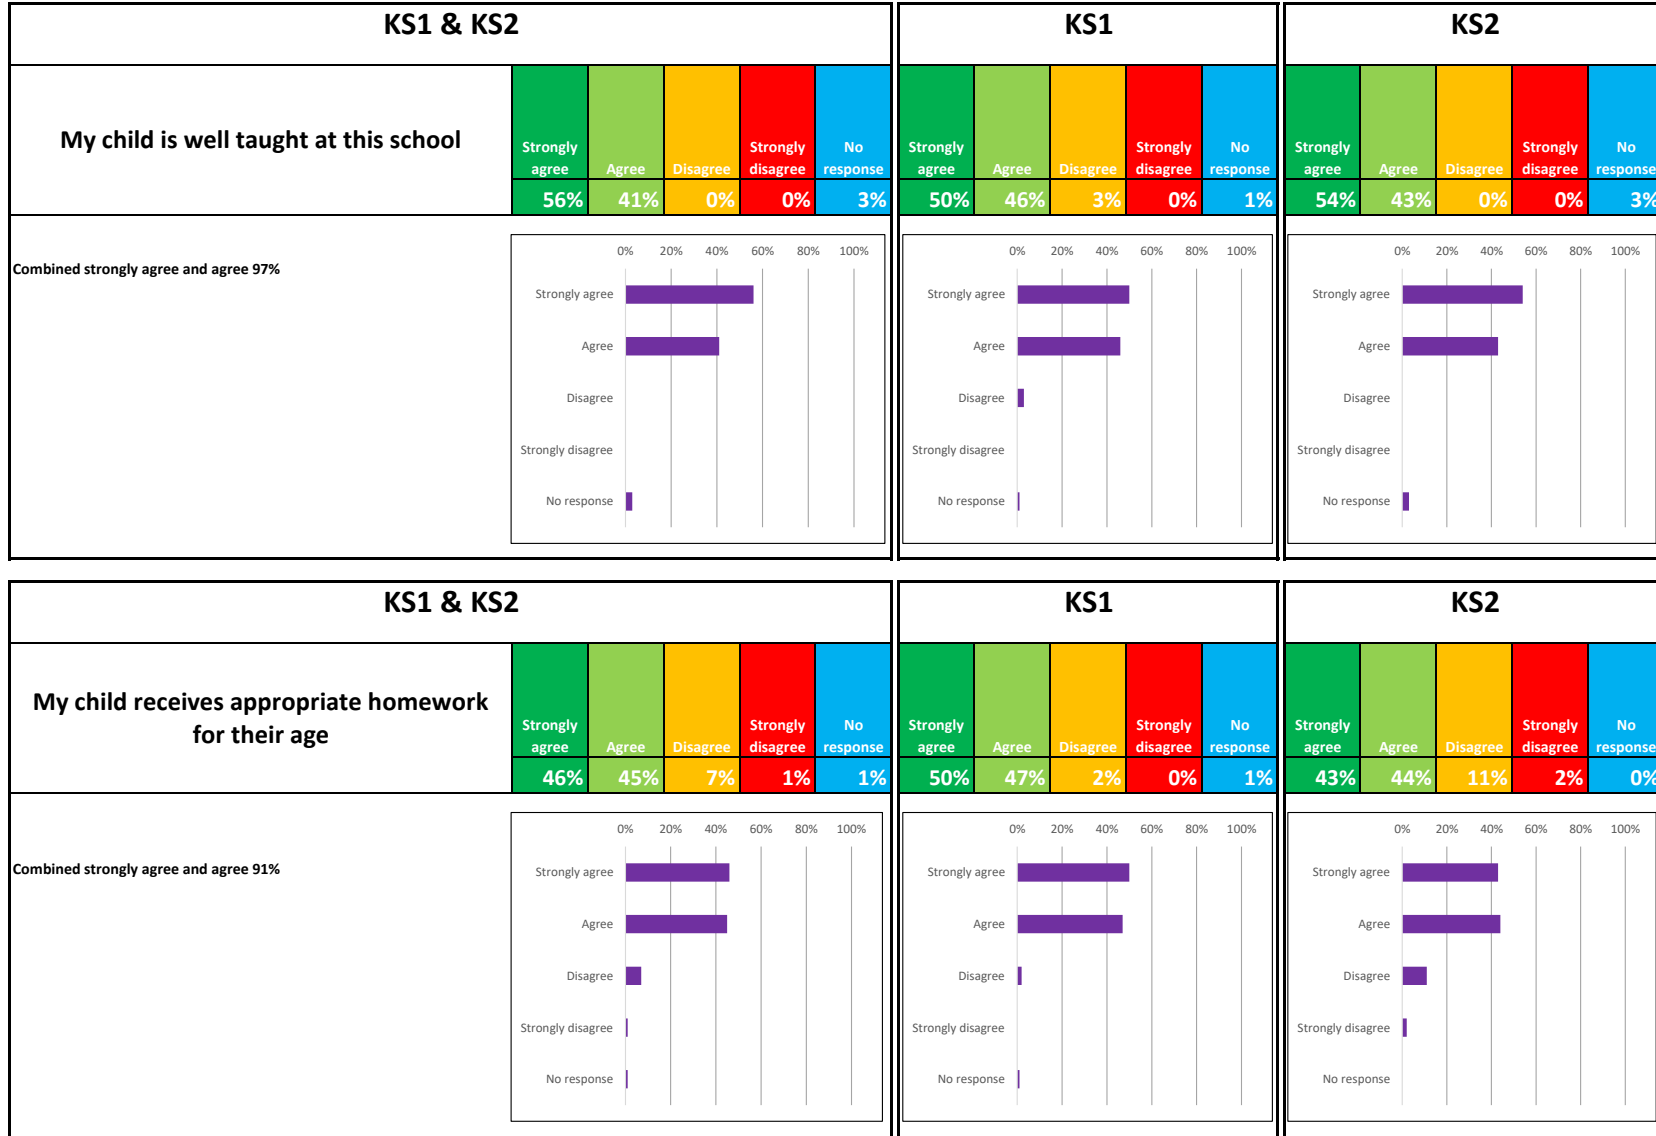 KS1 & KS2
KS1
KS2
My child is well taught at this school
Strongly agree Agree Disagree Strongly disagree No response
56% 41% 0% 0% 3%
Strongly agree Agree Disagree Strongly disagree No response
50% 46% 3% 0% 1%
Strongly agree Agree Disagree Strongly disagree No response
54% 43% 0% 0% 3%
Combined strongly agree and agree 97%
0% 20% 40% 60% 80% 100%
Strongly agree
Agree
Disagree
Strongly disagree
No response
0% 20% 40% 60% 80% 100%
Strongly agree
Agree
Disagree
Strongly disagree
No response
0% 20% 40% 60% 80% 100%
Strongly agree
Agree
Disagree
Strongly disagree
No response
KS1 & KS2
KS1
KS2
My child receives appropriate homework
for their age
Strongly agree Agree Disagree Strongly disagree No response
46% 45% 7% 1% 1%
Strongly agree Agree Disagree Strongly disagree No response
50% 47% 2% 0% 1%
Strongly agree Agree Disagree Strongly disagree No response
43% 44% 11% 2% 0%
Combined strongly agree and agree 91%
0% 20% 40% 60% 80% 100%
Strongly agree
Agree
Disagree
Strongly disagree
No response
0% 20% 40% 60% 80% 100%
Strongly agree
Agree
Disagree
Strongly disagree
No response
0% 20% 40% 60% 80% 100%
Strongly agree
Agree
Disagree
Strongly disagree
No response